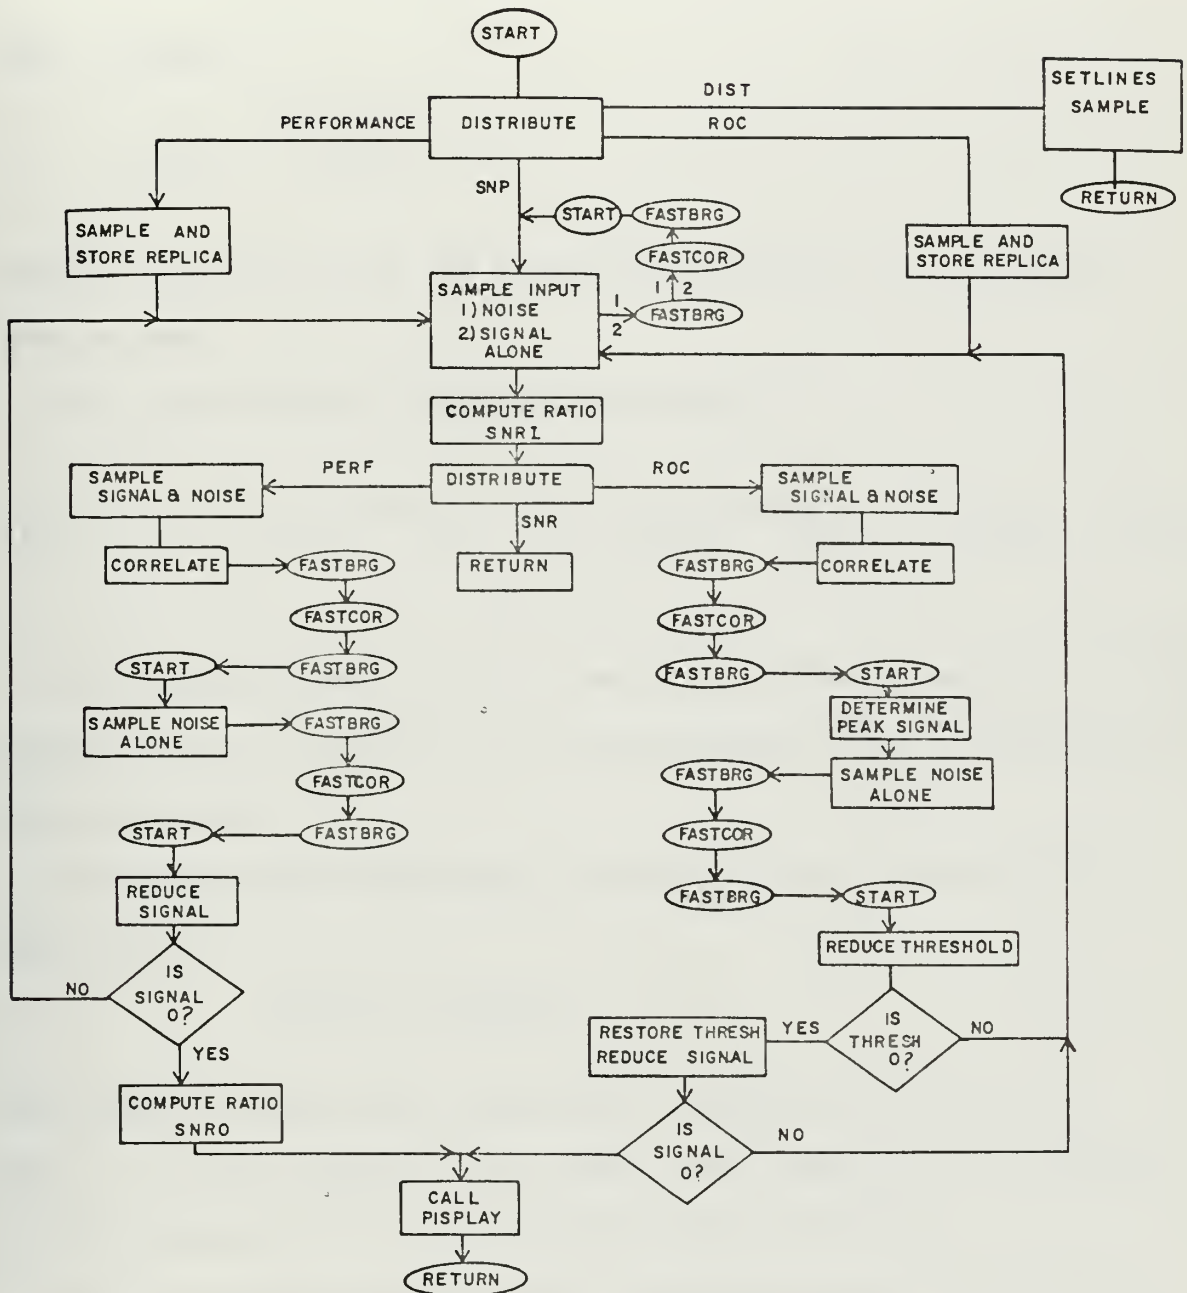 START
DIST
SETLINES
SAMPLE
PERFORMANCE
DISTRIBUTE
ROC
SNP
START
FASTBRG
RETURN
SAMPLE AND
STORE REPLICA
FASTCOR
SAMPLE AND
STORE REPLICA
SAMPLE INPUT
1) NOISE
2) SIGNAL
ALONE
1
2
1 2
FASTBRG
COMPUTE RATIO
SNRI
SAMPLE
SIGNAL & NOISE
PERF
DISTRIBUTE
ROC
SAMPLE
SIGNAL & NOISE
SNR
CORRELATE
FASTBRG
RETURN
FASTBRG
CORRELATE
FASTCOR
FASTCOR
START
FASTBRG
FASTBRG
START
SAMPLE NOISE
ALONE
FASTBRG
DETERMINE
PEAK SIGNAL
FASTCOR
FASTBRG
SAMPLE NOISE
ALONE
START
FASTBRG
FASTCOR
REDUCE
SIGNAL
FASTBRG
START
REDUCE THRESHOLD
NO
IS
SIGNAL
0?
RESTORE THRESH
REDUCE SIGNAL
YES
IS
THRESH
0?
NO
YES
COMPUTE RATIO
SNRO
IS
SIGNAL
0?
NO
CALL
PISPLAY
RETURN